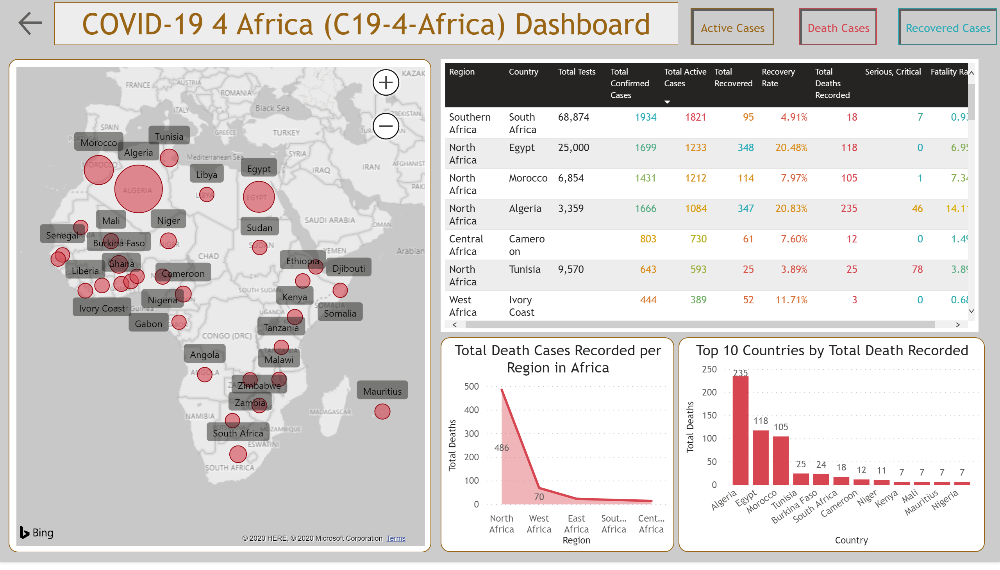 COVID-19 4 Africa (C19-4-Africa) Dashboard
Active Cases
Death Cases
Recovered Cases
KAZAK
FRANCE
AUSTRIA
ROMANIA
ITALY
Black Sea
SPAIN
GREECE
TURKEY
Tunisia
Morocco
Algeria
MOROCCO
Mediterranean Sea
SYRIA
AFGHANIST
IRAQ
IRAN
Libya
Egypt
ALGERIA
LIBYA
EGYPT
PAKI
Mali
Niger
Sudan
SAUDI ARABIA
OMAN
Senegal
Burkina Faso
NIGER
SUDAN
YEMEN
Arabian
CHAD
Ethiopia
Djibouti
Liberia
Ghana
Cameroon
SOUTH SUDAN
Kenya
Nigeria
SOMALIA
Ivory Coast
f Guinea
UGANDA
Somalia
Gabon
GABON
KENYA
Tanzania
CONGO (DRC)
TANZANIA
Angola
Malawi
ANGOLA
Zimbabwe
Mauritius
Zambia
NAMIBIA
MADAGASCAR
BOTSWANA
MOZAMBIQUE
South Africa
ESWATINI
SOUTH AFRICA
Bing
© 2020 HERE, © 2020 Microsoft Corporation Terms
Region Country Total Tests Total Confirmed Cases Total Active Cases Total Recovered Recovery Rate Total Deaths Recorded Serious, Critical Fatality Ra
Southern Africa South Africa 68,874 1934 1821 95 4.91% 18 7 0.93
North Africa Egypt 25,000 1699 1233 348 20.48% 118 0 6.95
North Africa Morocco 6,854 1431 1212 114 7.97% 105 1 7.34
North Africa Algeria 3,359 1666 1084 347 20.83% 235 46 14.11
Central Africa Cameroon 803 730 61 7.60% 12 0 1.49
North Africa Tunisia 9,570 643 593 25 3.89% 25 78 3.89
West Africa Ivory Coast 444 389 52 11.71% 3 0 0.68
Total Death Cases Recorded per
Region in Africa
Total Deaths
500
400
300
200
100
0
486
70
North Africa
West Africa
East Africa
Sout... Africa
Cent... Africa
Region
Top 10 Countries by Total Death Recorded
Total Deaths
250
200
150
100
50
0
235
118
105
25
24
18
12
11
7
7
7
7
Algeria
Egypt
Morocco
Tunisia
Burkina Faso
South Africa
Cameroon
Niger
Kenya
Mali
Mauritius
Nigeria
Country